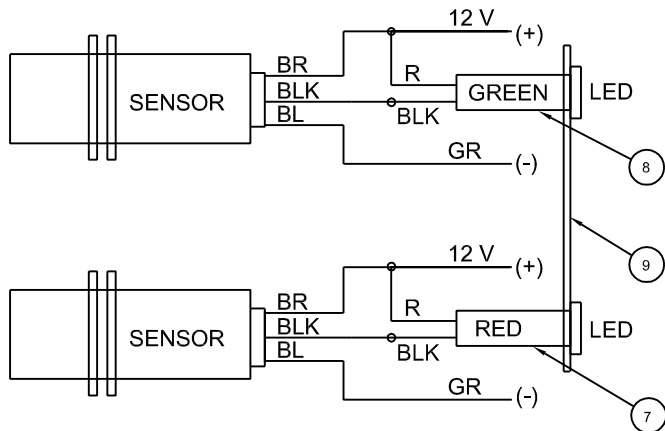 12 V (+)
BR
R
SENSOR BLK GREEN LED
BL BLK
8
GR (-)
9
12 V (+)
BR
R
SENSOR BLK RED LED
BL BLK
GR (-)
7